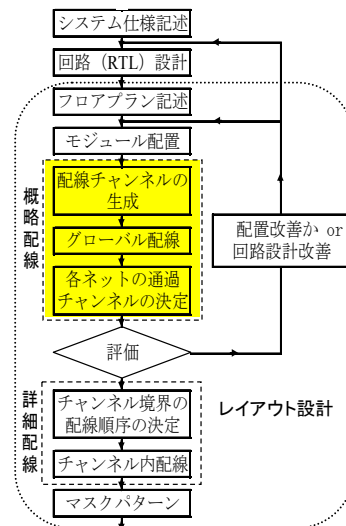 システム仕様記述
回路（RTL）設計
フロアプラン記述
モジュール配置
概略配線
配線チャンネルの
生成
グローバル配線
各ネットの通過
チャンネルの決定
配置改善か or
回路設計改善
評価
詳細配線
チャンネル境界の
配線順序の決定
チャンネル内配線
レイアウト設計
マスクパターン